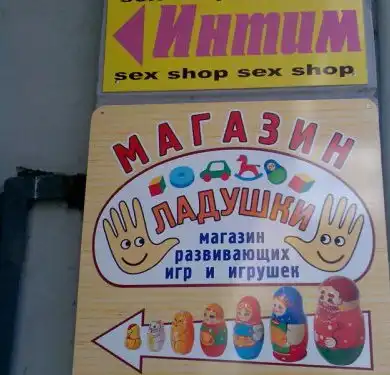 Интим
sex shop sex shop
МАГАЗИН
ЛАДУШКИ
магазин
развивающих
игр и игрушек